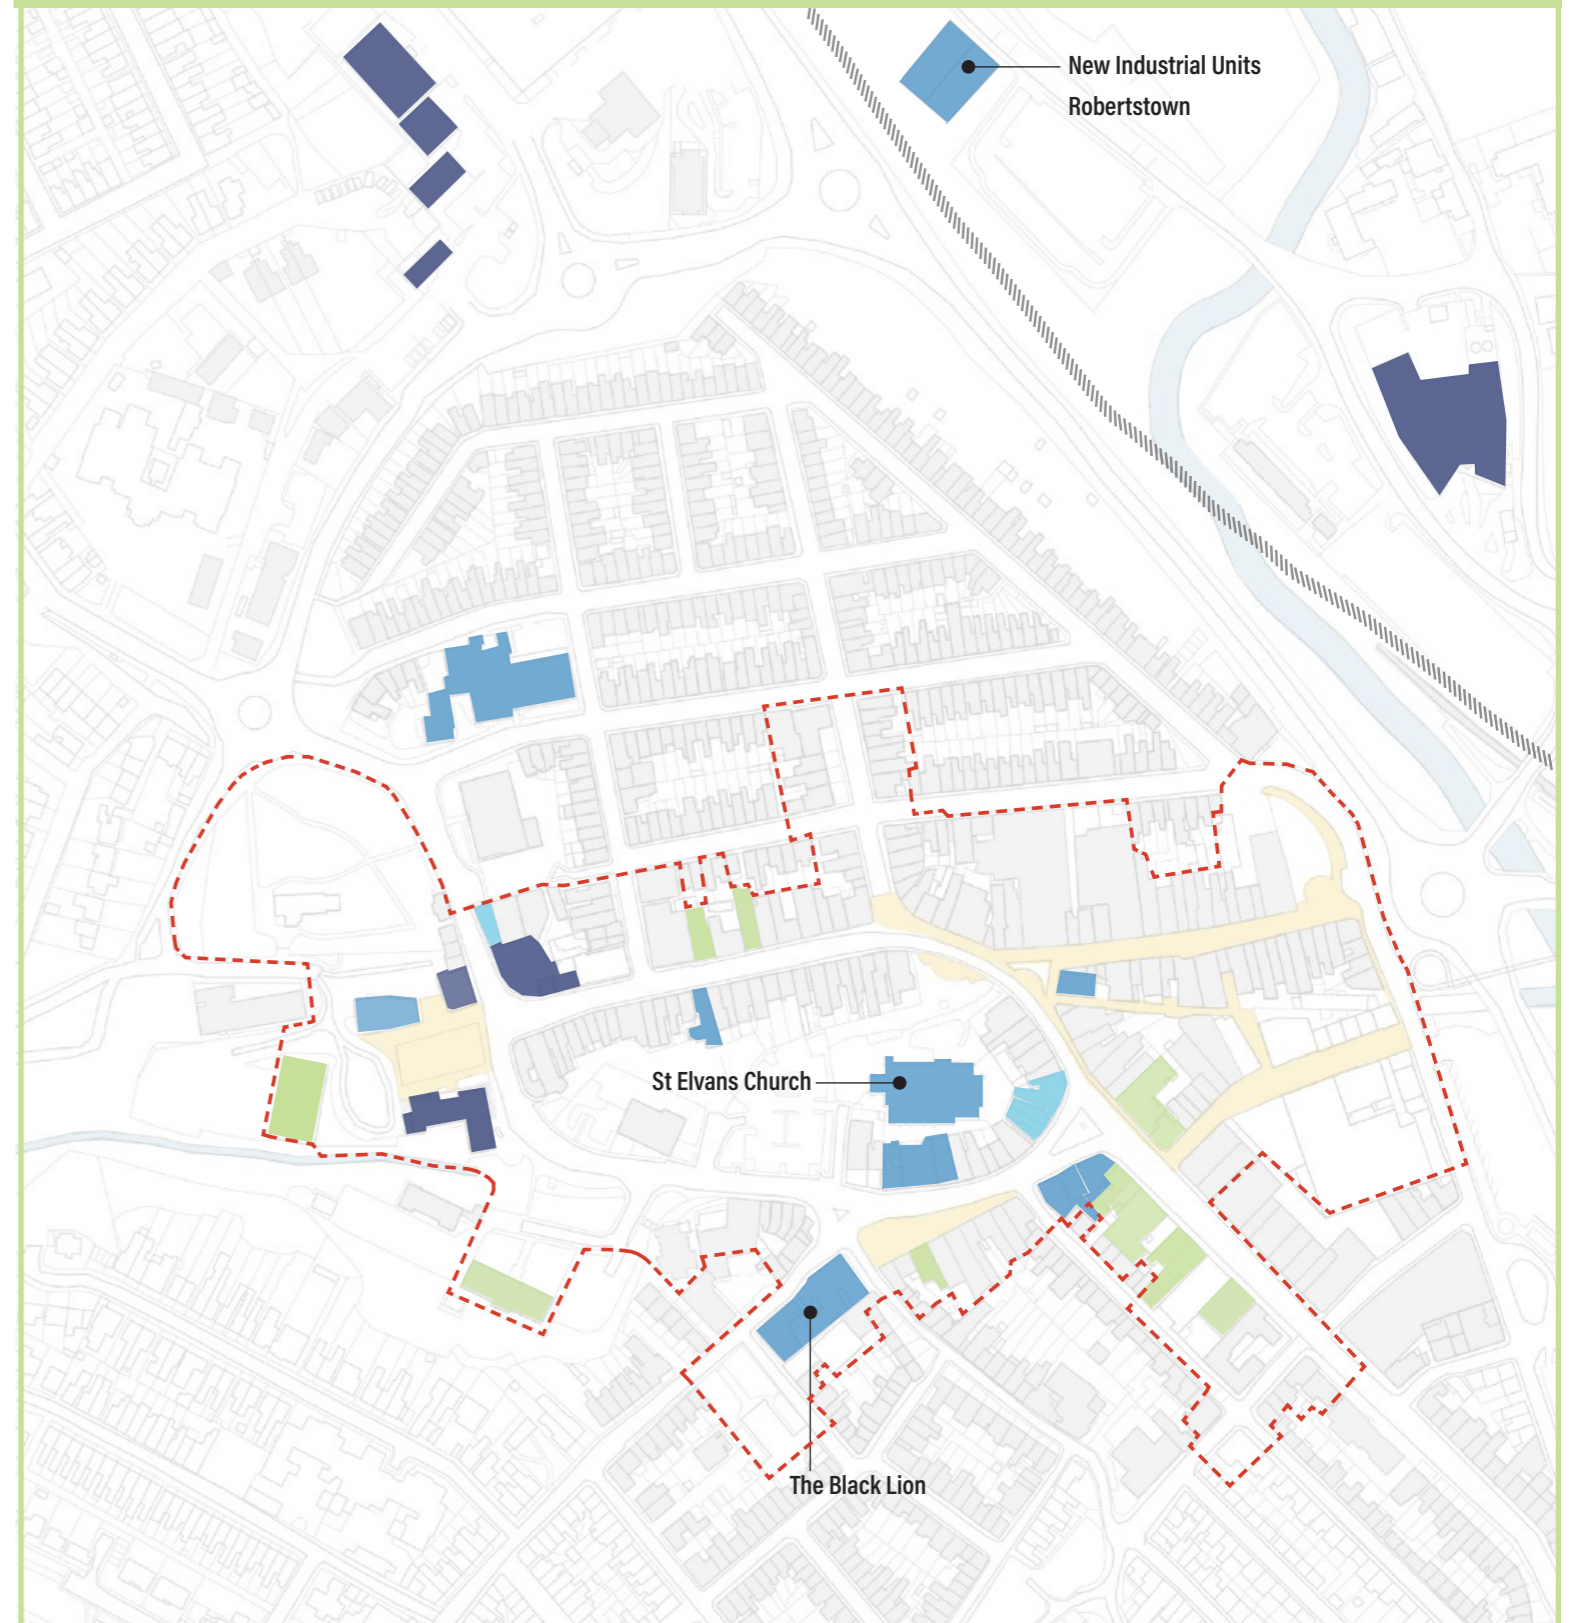 New Industrial Units
Robertstown
St Elvans Church
The Black Lion